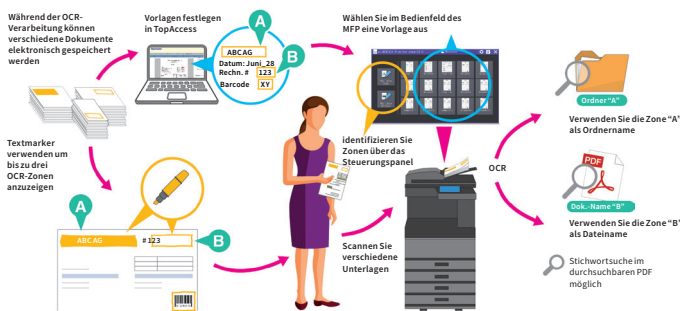 Während der OCR-
Verarbeitung können
verschiedene Dokumente
elektronisch gespeichert
werden
Vorlagen festlegen
in TopAccess
A
ABC AG
Datum: Juni_28
Rechn. # 123
Barcode XY
B
Wählen Sie im Bedienfeld des
MFP eine Vorlage aus
Textmarker
verwenden um
bis zu drei
OCR-Zonen
anzuzeigen
identifizieren Sie
Zonen über das
Steuerungspanel
OCR
Ordner "A"
Verwenden Sie die Zone "A"
als Ordnername
PDF
Dok.-Name "B"
Verwenden Sie die Zone "B"
als Dateiname
A
ABC AG
# 123
B
Scannen Sie
verschiedene
Unterlagen
Stichwortsuche im
durchsuchbaren PDF
möglich